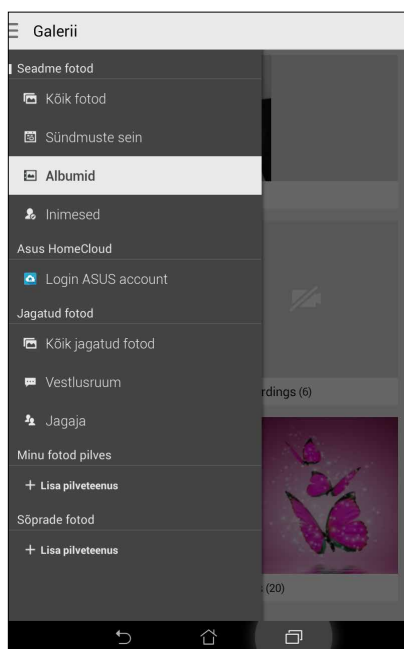 Galerii
Seadme fotod
Kõik fotod
Sündmuste sein
Albumid
Inimesed
Asus HomeCloud
Login ASUS account
Jagatud fotod
Kõik jagatud fotod
Vestlusruum
rdings (6)
Jagaja
Minu fotod pilves
+ Lisa pilveteenus
Sõprade fotod
+ Lisa pilveteenus
(20)